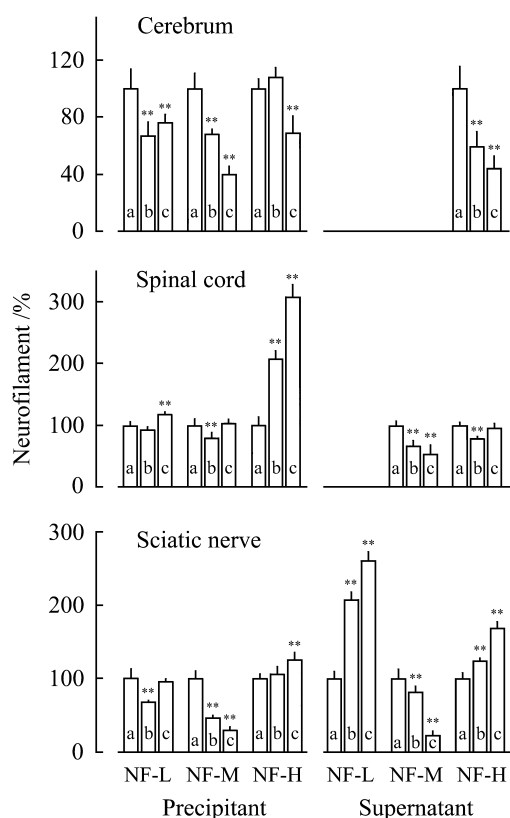 Cerebrum
120
80
40
0
** ** ** ** ** ** **
a b c a b c a b c a b c
Neurofilament /%
Spinal cord
300
200
100
0
** ** ** ** ** ** **
a b c a b c a b c a b c a b c
Sciatic nerve
300
200
100
0
** ** ** ** ** ** ** ** ** **
a b c a b c a b c a b c a b c a b c
NF-L NF-M NF-H NF-L NF-M NF-H
Precipitant Supernatant